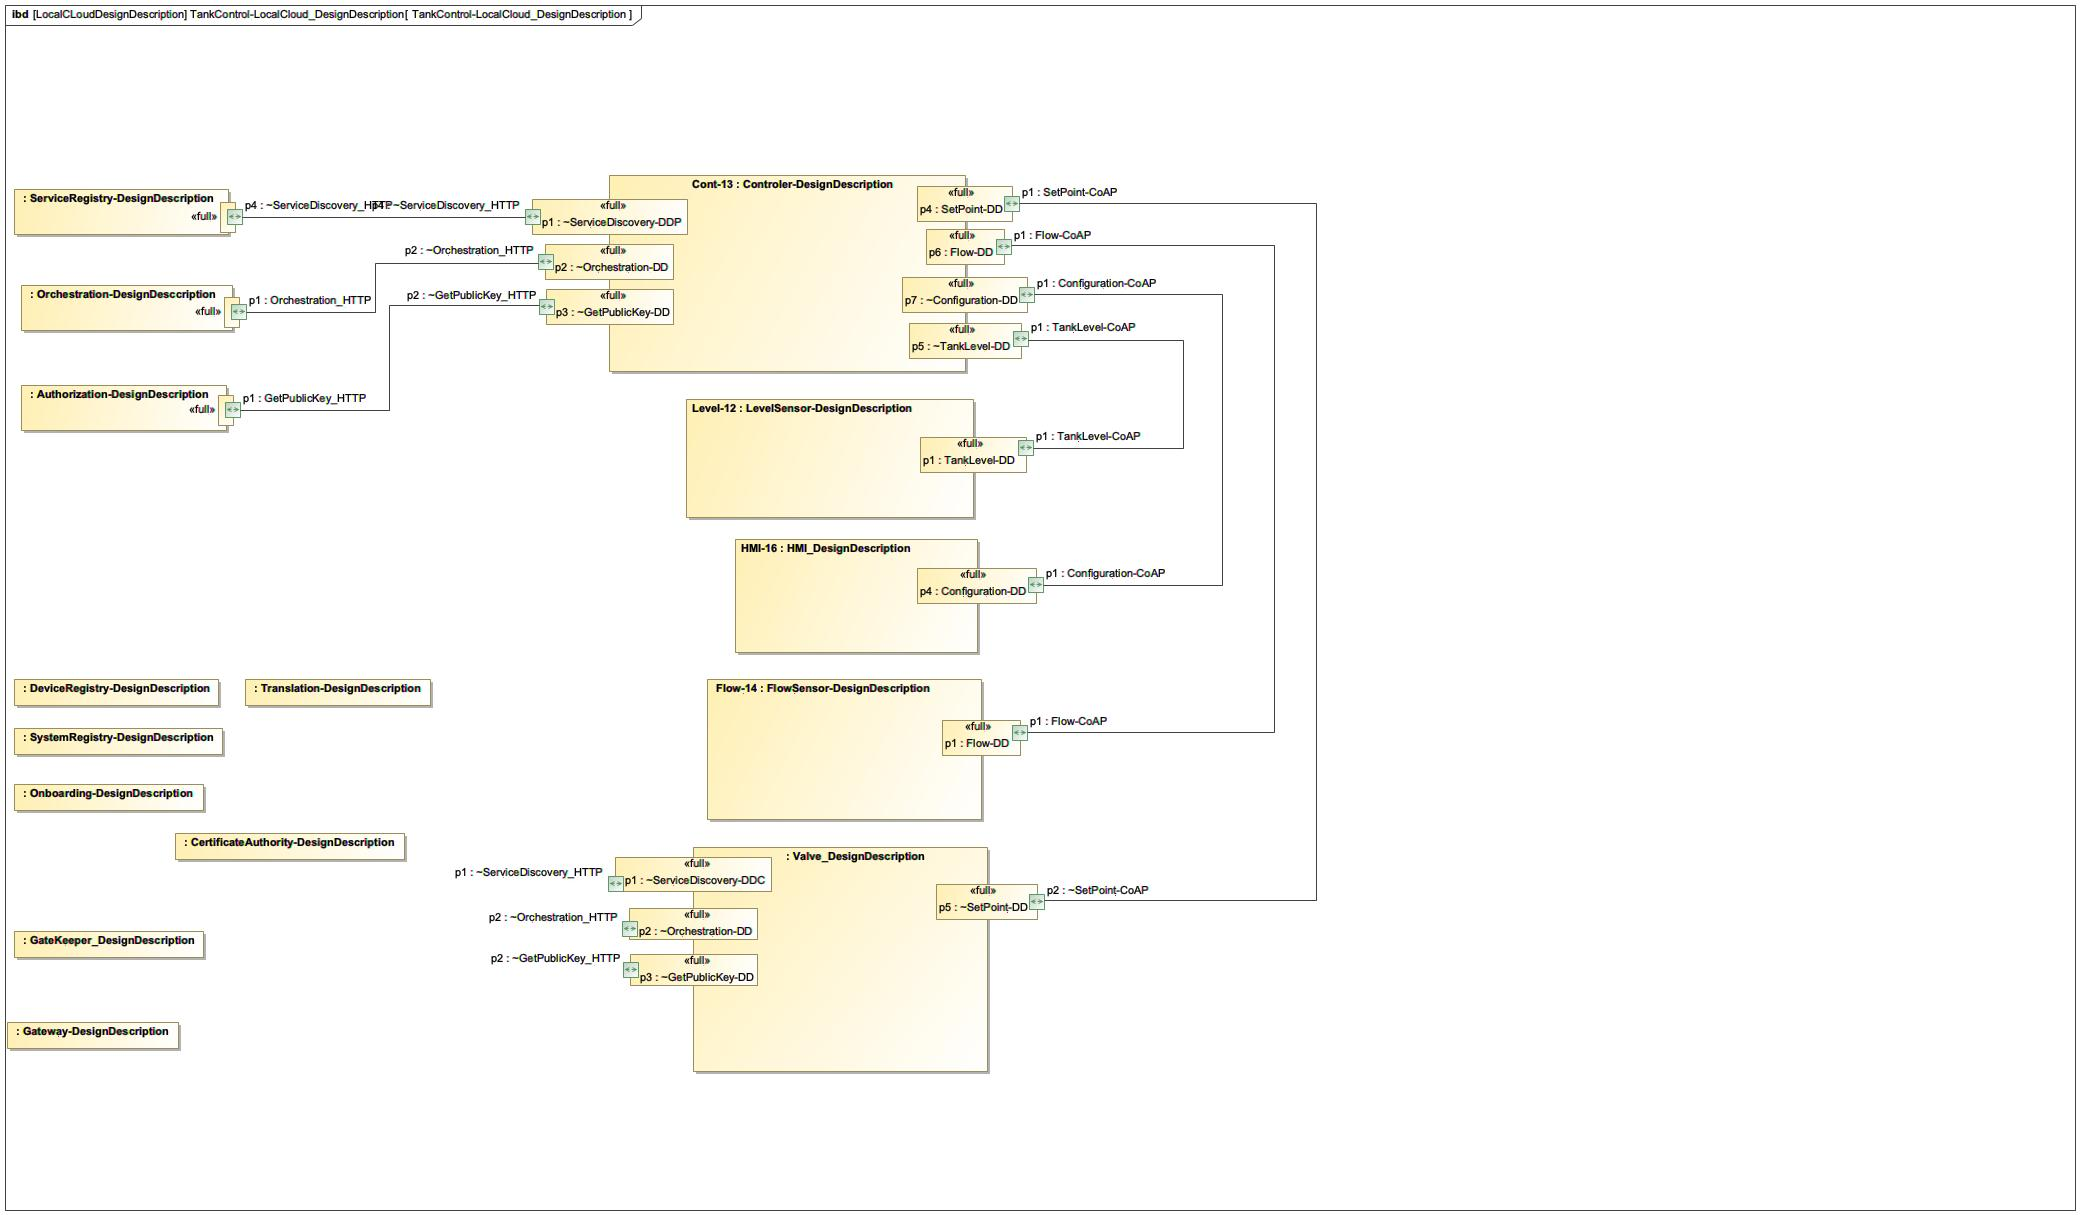 ibd [LocalCLoudDesignDescription] TankControl-LocalCloud_DesignDescription[ TankControl-LocalCloud_DesignDescription ]
: ServiceRegistry-DesignDescription
«full»
p4 : ~ServiceDiscovery_HTTP
p4 : ~ServiceDiscovery_HTTP
: Orchestration-DesignDesccription
«full»
p1 : Orchestration_HTTP
: Authorization-DesignDescription
«full»
p1 : GetPublicKey_HTTP
Cont-13 : Controler-DesignDescription
«full»
p1 : ~ServiceDiscovery-DDP
p2 : ~Orchestration_HTTP
«full»
p2 : ~Orchestration-DD
p2 : ~GetPublicKey_HTTP
«full»
p3 : ~GetPublicKey-DD
«full»
p4 : SetPoint-DD
p1 : SetPoint-CoAP
«full»
p6 : Flow-DD
p1 : Flow-CoAP
«full»
p7 : ~Configuration-DD
p1 : Configuration-CoAP
«full»
p5 : ~TankLevel-DD
p1 : TankLevel-CoAP
Level-12 : LevelSensor-DesignDescription
«full»
p1 : TankLevel-DD
p1 : TankLevel-CoAP
HMI-16 : HMI_DesignDescription
«full»
p4 : Configuration-DD
p1 : Configuration-CoAP
: DeviceRegistry-DesignDescription
: Translation-DesignDescription
: SystemRegistry-DesignDescription
: Onboarding-DesignDescription
: CertificateAuthority-DesignDescription
: GateKeeper_DesignDescription
: Gateway-DesignDescription
Flow-14 : FlowSensor-DesignDescription
«full»
p1 : Flow-DD
p1 : Flow-CoAP
: Valve_DesignDescription
p1 : ~ServiceDiscovery_HTTP
«full»
p1 : ~ServiceDiscovery-DDC
p2 : ~Orchestration_HTTP
«full»
p2 : ~Orchestration-DD
p2 : ~GetPublicKey_HTTP
«full»
p3 : ~GetPublicKey-DD
«full»
p5 : ~SetPoint-DD
p2 : ~SetPoint-CoAP